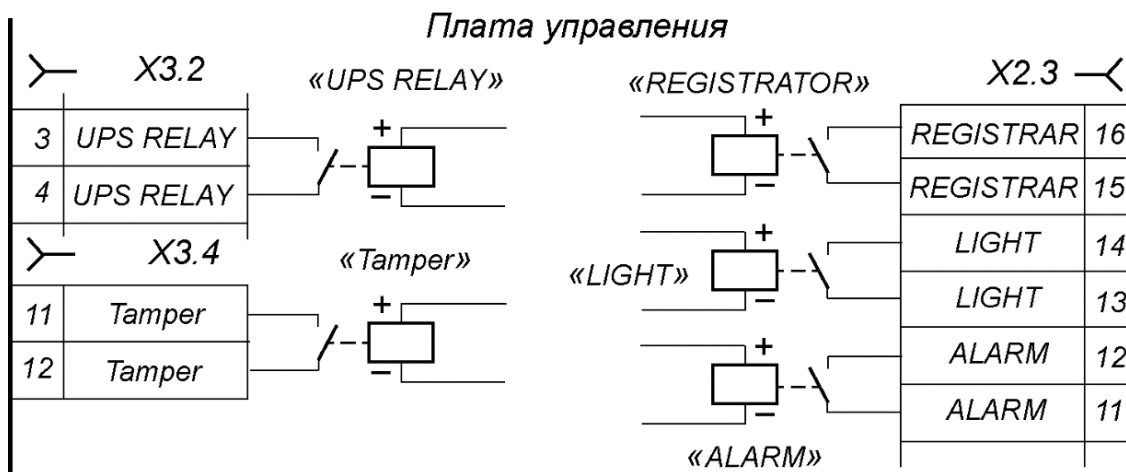 Плата управления
X3.2
«UPS RELAY»
3 UPS RELAY
+
4 UPS RELAY
−
X3.4
«Tamper»
11 Tamper
+
12 Tamper
−
«REGISTRATOR»
X2.3
+
REGISTRAR 16
−
REGISTRAR 15
«LIGHT»
+
LIGHT 14
−
LIGHT 13
+
ALARM 12
−
ALARM 11
«ALARM»